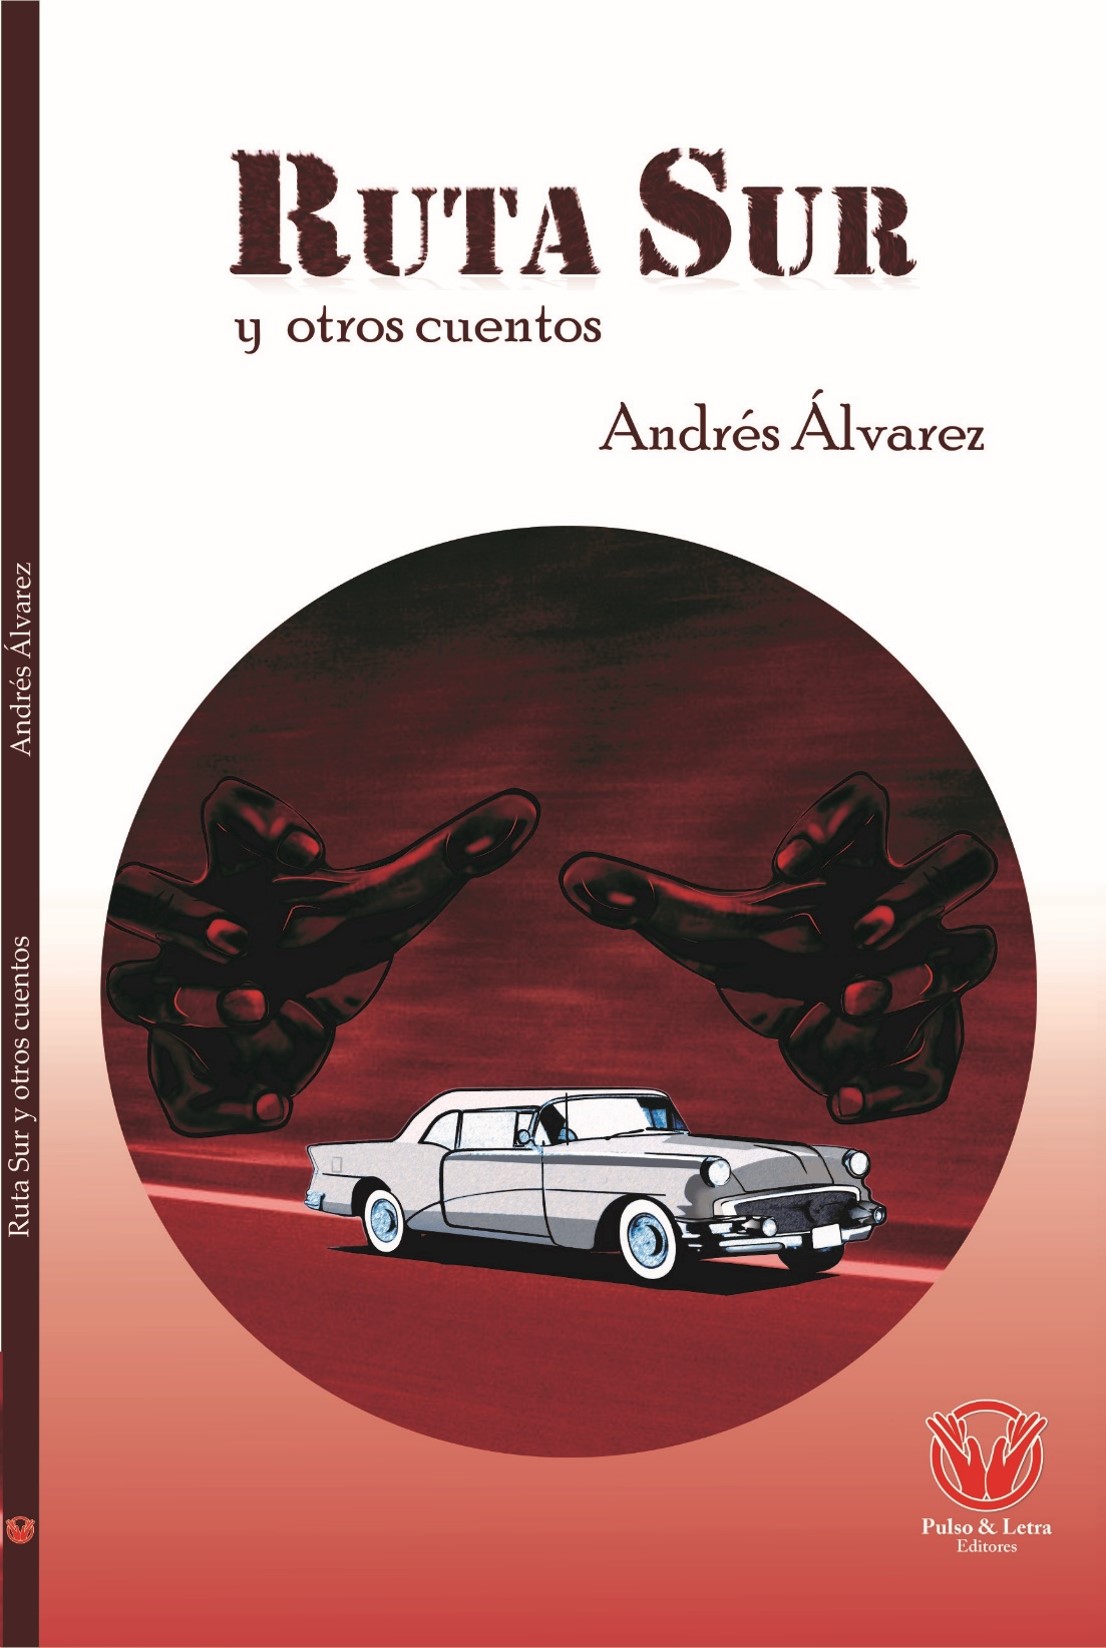 RUTA SUR
y otros cuentos
Andrés Álvarez
Ruta Sur y otros cuentos Andrés Álvarez
Pulso & Letra
Editores